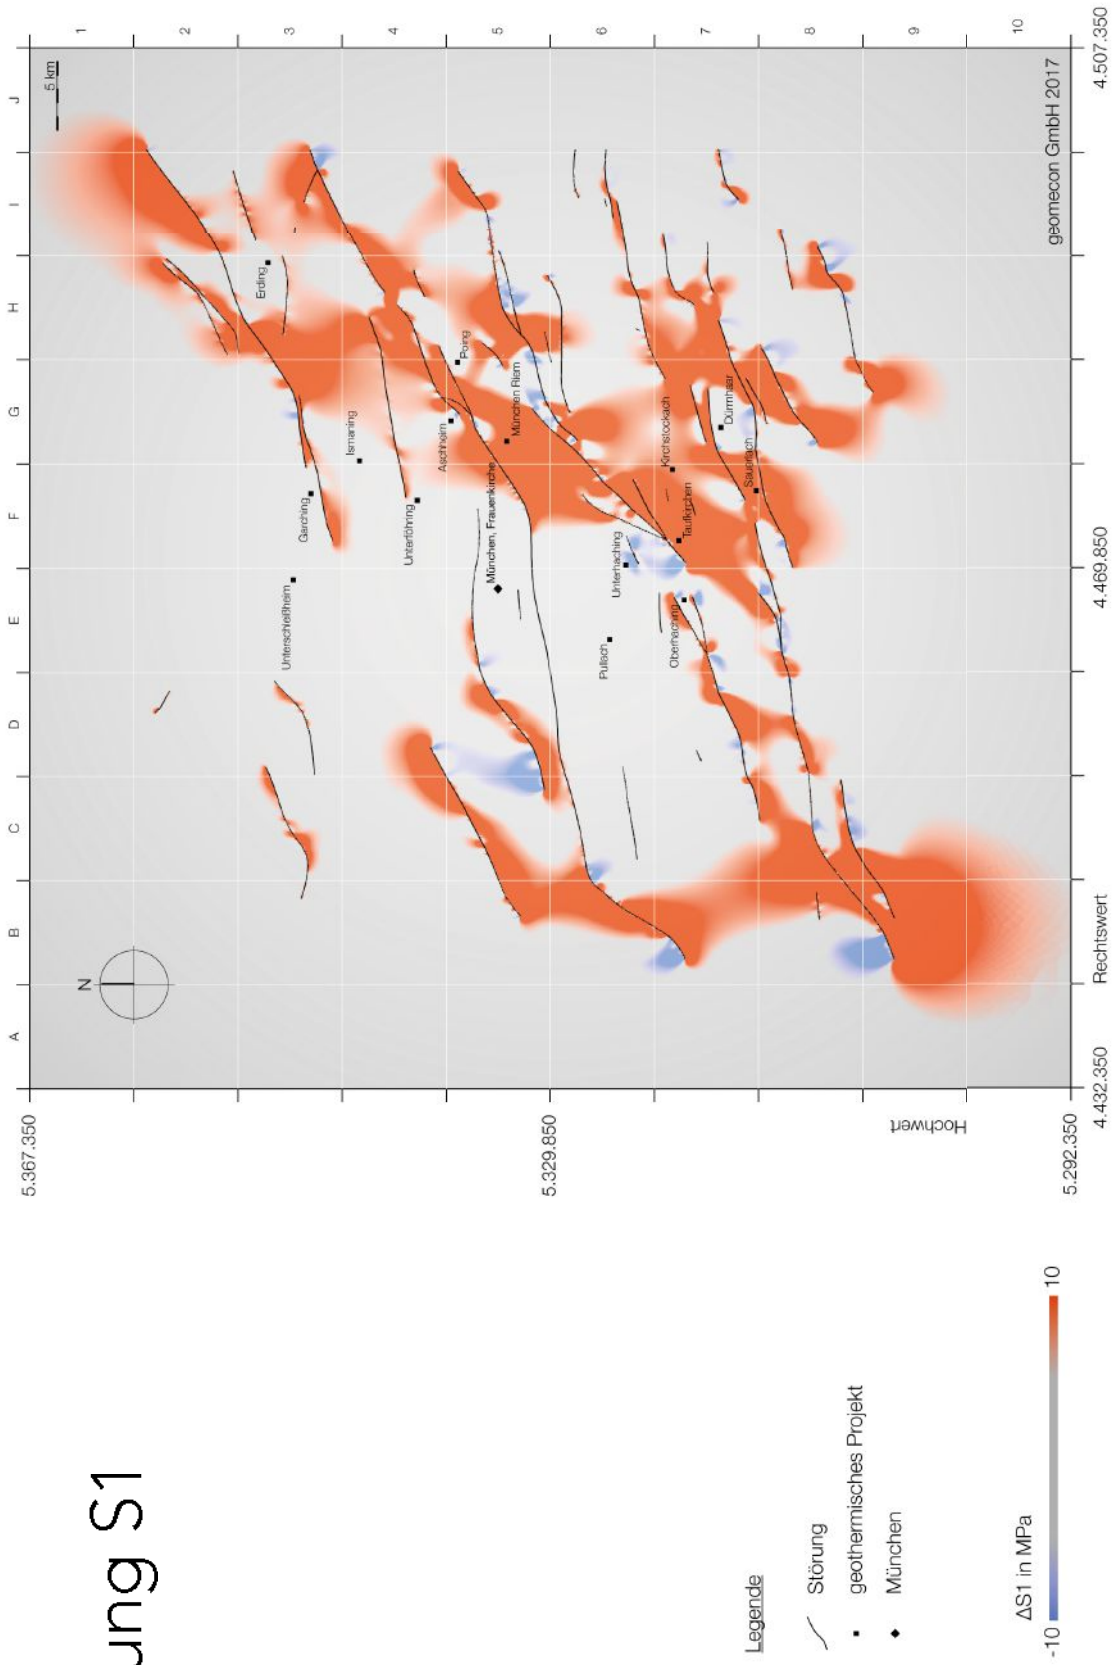 ung S1
Legende
Störung
geothermisches Projekt
München
ΔS1 in MPa
-10
10
5.367.350
5.329.850
5.292.350
Hochwert
4.432.350
Rechtswert
4.469.850
4.507.350
A
B
C
D
E
F
G
H
I
J
1
2
3
4
5
6
7
8
9
10
N
5 km
Erding
Unterschleißheim
Garching
Ismaning
Unterföhring
Aschheim
Poing
München Riem
München, Frauenkirche
Pullach
Unterhaching
Oberhaching
Taufkirchen
Kirchstockach
Dürrnhaar
Sauerlach
geomecon GmbH 2017